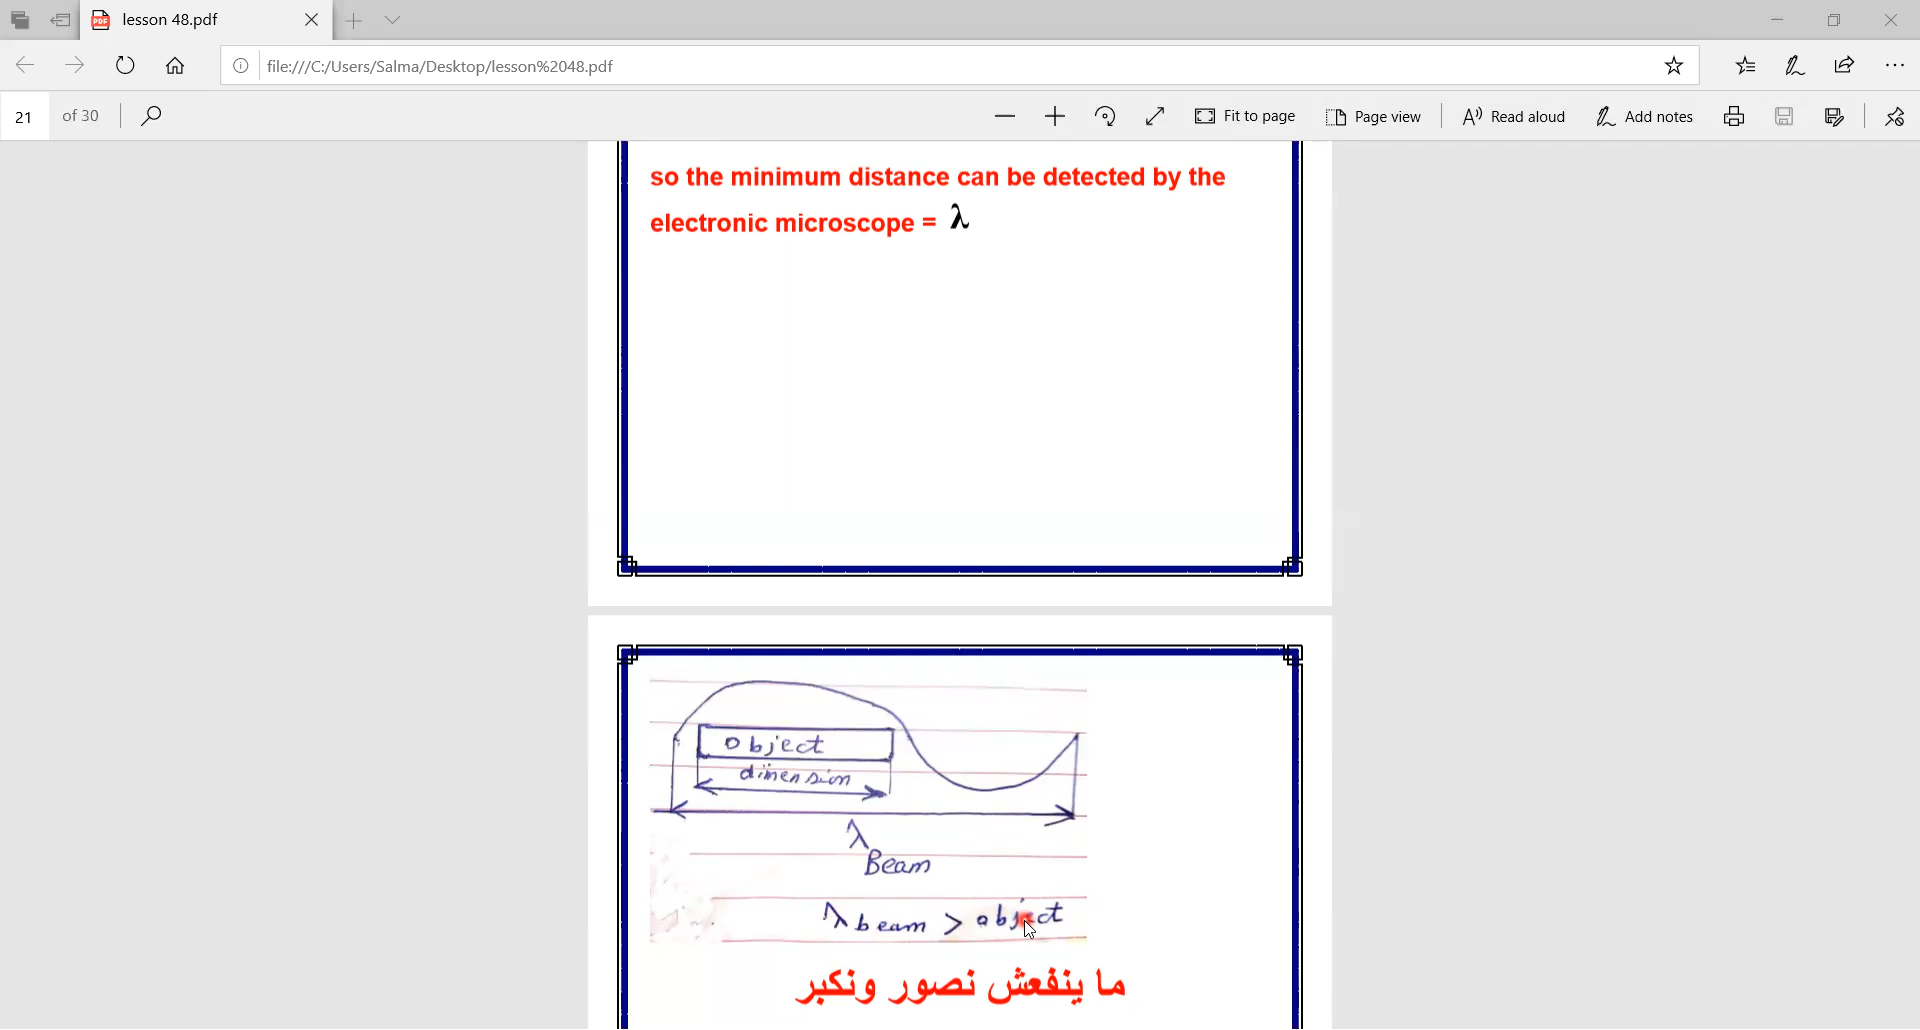 lesson 48.pdf
file:///C:/Users/Salma/Desktop/lesson%2048.pdf
21 of 30
Fit to page
Page view
Read aloud
Add notes
so the minimum distance can be detected by the
electronic microscope = λ
object
dimension
λ
Beam
λ beam > object
ما ينفعش نصور ونكبر